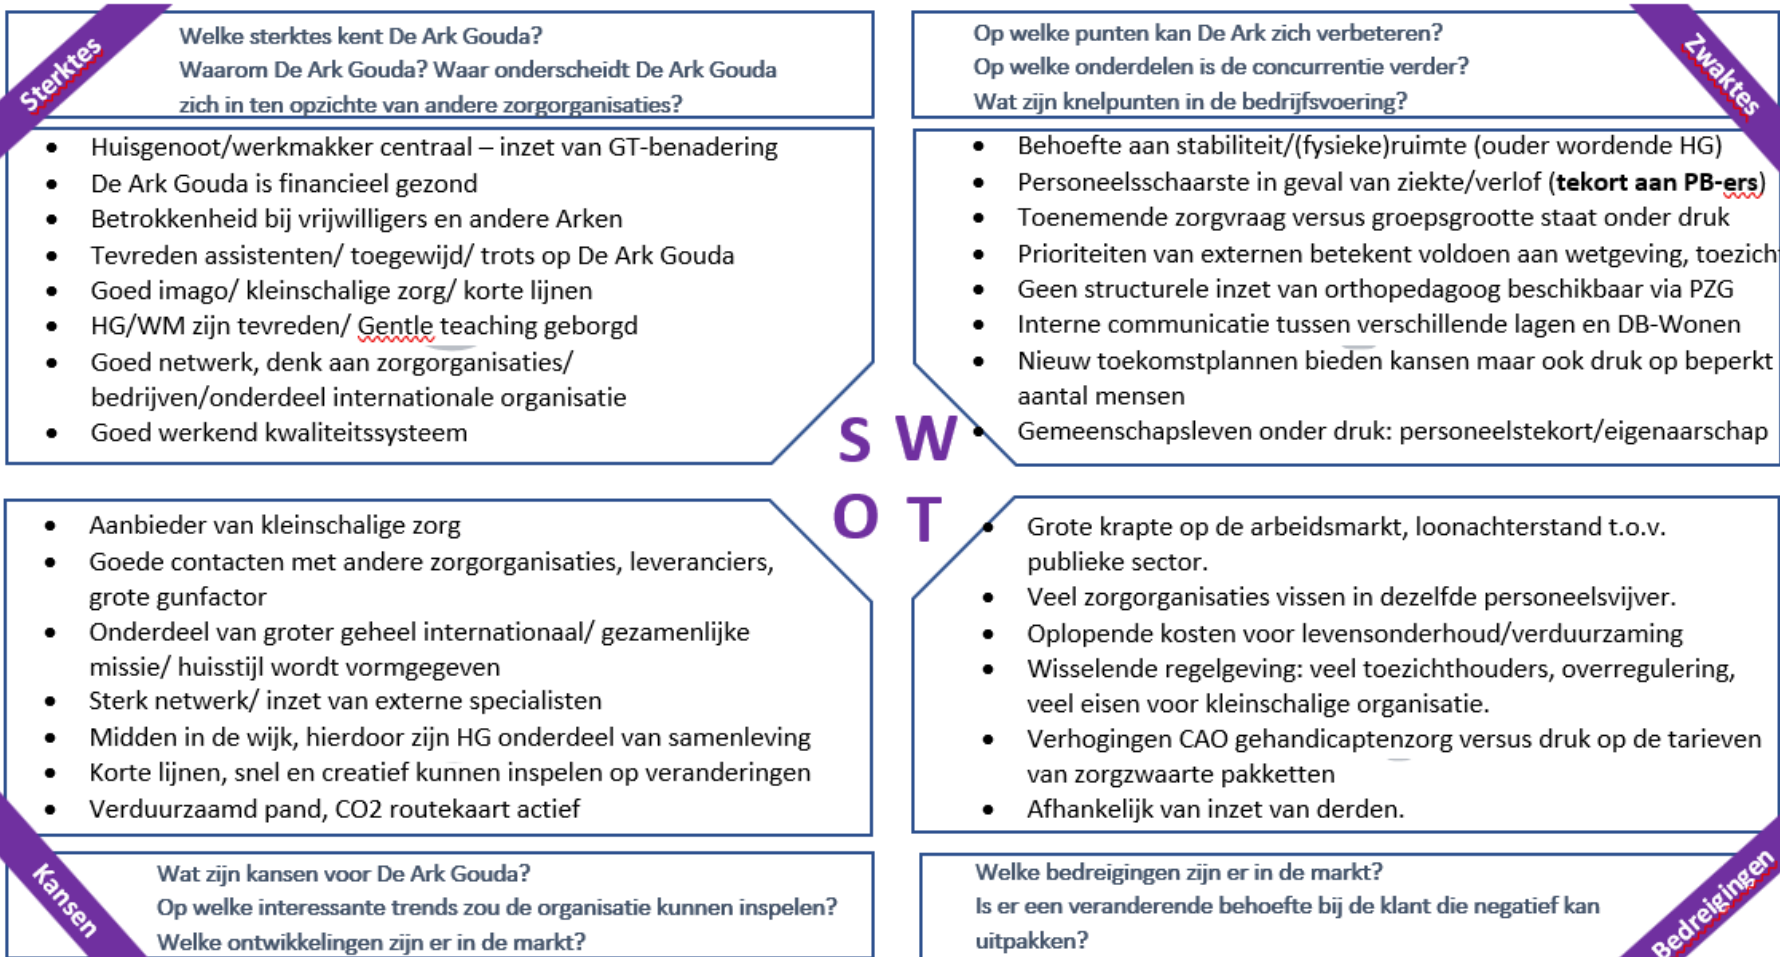 Sterktes
Welke sterktes kent De Ark Gouda?
Waarom De Ark Gouda? Waar onderscheidt De Ark Gouda
zich in ten opzichte van andere zorgorganisaties?
• Huisgenoot/werkmakker centraal – inzet van GT-benadering
• De Ark Gouda is financieel gezond
• Betrokkenheid bij vrijwilligers en andere Arken
• Tevreden assistenten/ toegewijd/ trots op De Ark Gouda
• Goed imago/ kleinschalige zorg/ korte lijnen
• HG/WM zijn tevreden/ Gentle teaching geborgd
• Goed netwerk, denk aan zorgorganisaties/
bedrijven/onderdeel internationale organisatie
• Goed werkend kwaliteitssysteem
Zwaktes
Op welke punten kan De Ark zich verbeteren?
Op welke onderdelen is de concurrentie verder?
Wat zijn knelpunten in de bedrijfsvoering?
• Behoefte aan stabiliteit/(fysieke)ruimte (ouder wordende HG)
• Personeelsschaarste in geval van ziekte/verlof (tekort aan PB-ers)
• Toenemende zorgvraag versus groepsgrootte staat onder druk
• Prioriteiten van externen betekent voldoen aan wetgeving, toezicht
• Geen structurele inzet van orthopedagoog beschikbaar via PZG
• Interne communicatie tussen verschillende lagen en DB-Wonen
• Nieuw toekomstplannen bieden kansen maar ook druk op beperkt
aantal mensen
• Gemeenschapsleven onder druk: personeelstekort/eigenaarschap
S W
O T
• Aanbieder van kleinschalige zorg
• Goede contacten met andere zorgorganisaties, leveranciers,
grote gunfactor
• Onderdeel van groter geheel internationaal/ gezamenlijke
missie/ huisstijl wordt vormgegeven
• Sterk netwerk/ inzet van externe specialisten
• Midden in de wijk, hierdoor zijn HG onderdeel van samenleving
• Korte lijnen, snel en creatief kunnen inspelen op veranderingen
• Verduurzaamd pand, CO2 routekaart actief
Kansen
Wat zijn kansen voor De Ark Gouda?
Op welke interessante trends zou de organisatie kunnen inspelen?
Welke ontwikkelingen zijn er in de markt?
• Grote krapte op de arbeidsmarkt, loonachterstand t.o.v.
publieke sector.
• Veel zorgorganisaties vissen in dezelfde personeelsvijver.
• Oplopende kosten voor levensonderhoud/verduurzaming
• Wisselende regelgeving: veel toezichthouders, overregulering,
veel eisen voor kleinschalige organisatie.
• Verhogingen CAO gehandicaptenzorg versus druk op de tarieven
van zorgzwaarte pakketten
• Afhankelijk van inzet van derden.
Bedreigingen
Welke bedreigingen zijn er in de markt?
Is er een veranderende behoefte bij de klant die negatief kan
uitpakken?